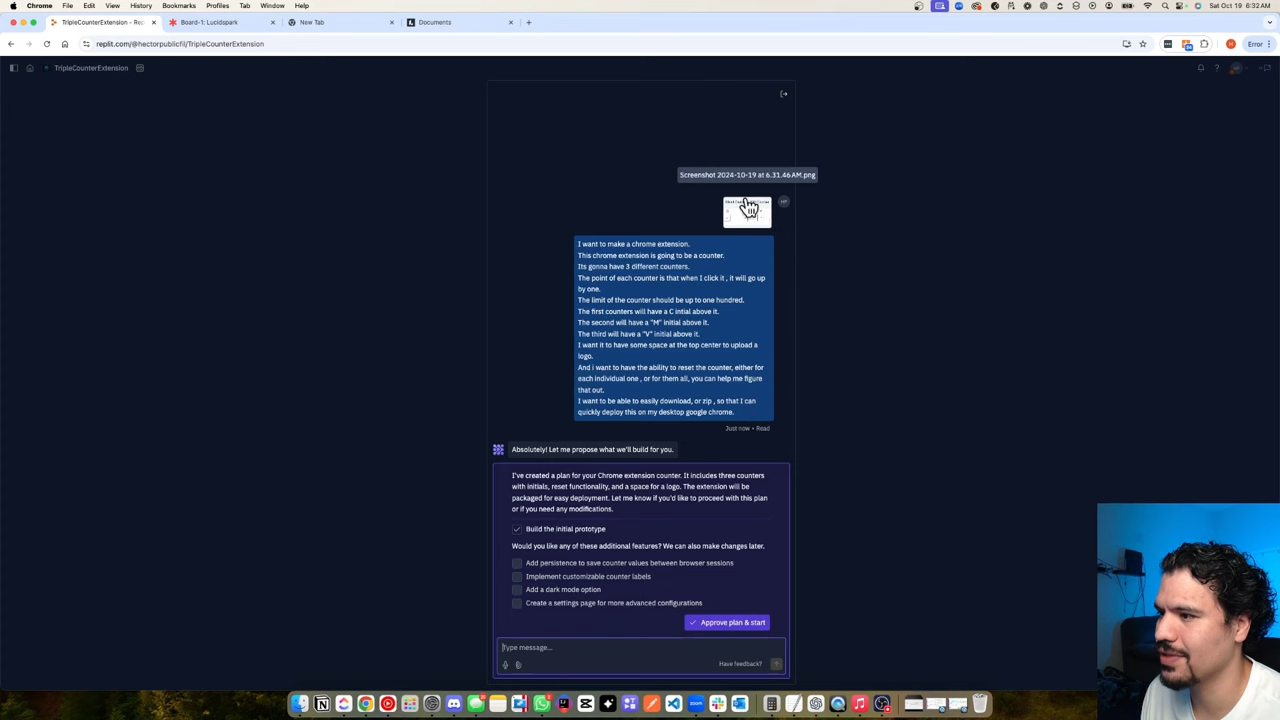 Chrome File Edit View History Bookmarks Profiles Tab Window Help
Sat Oct 19 6:32 AM
TripleCounterExtension - Rep
Board-1: Lucidspark
New Tab
Documents
replit.com/@hectorpublicfil/TripleCounterExtension
Error
TripleCounterExtension
Screenshot 2024-10-19 at 6.31.46 AM.png
HP
I want to make a chrome extension.
This chrome extension is going to be a counter.
Its gonna have 3 different counters.
The point of each counter is that when I click it , it will go up
by one.
The limit of the counter should be up to one hundred.
The first counters will have a C intial above it.
The second will have a "M" initial above it.
The third will have a "V" initial above it.
I want it to have some space at the top center to upload a
logo.
And i want to have the ability to reset the counter, either for
each individual one , or for them all, you can help me figure
that out.
I want to be able to easily download, or zip , so that I can
quickly deploy this on my desktop google chrome.
Just now • Read
Absolutely! Let me propose what we'll build for you.
I've created a plan for your Chrome extension counter. It includes three counters
with initials, reset functionality, and a space for a logo. The extension will be
packaged for easy deployment. Let me know if you'd like to proceed with this plan
or if you need any modifications.
Build the initial prototype
Would you like any of these additional features? We can also make changes later.
Add persistence to save counter values between browser sessions
Implement customizable counter labels
Add a dark mode option
Create a settings page for more advanced configurations
Approve plan & start
Type message...
Have feedback?